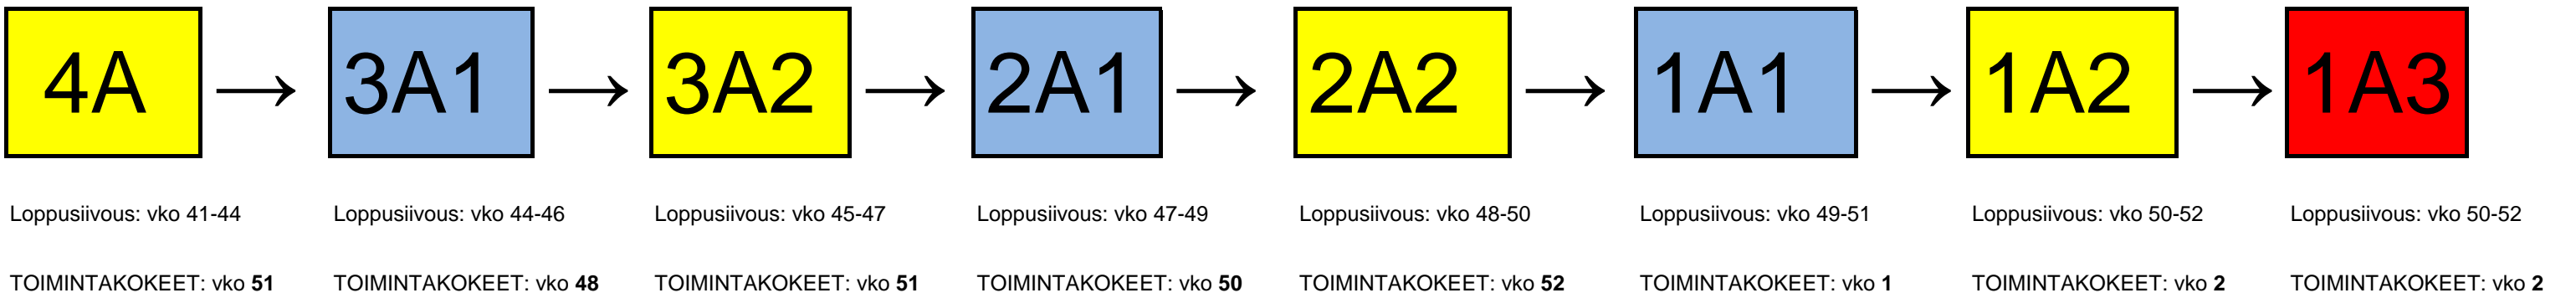 4A → 3A1 → 3A2 → 2A1 → 2A2 → 1A1 → 1A2 → 1A3
Loppusiivous: vko 41-44 Loppusiivous: vko 44-46 Loppusiivous: vko 45-47 Loppusiivous: vko 47-49 Loppusiivous: vko 48-50 Loppusiivous: vko 49-51 Loppusiivous: vko 50-52 Loppusiivous: vko 50-52
TOIMINTAKOKEET: vko 51 TOIMINTAKOKEET: vko 48 TOIMINTAKOKEET: vko 51 TOIMINTAKOKEET: vko 50 TOIMINTAKOKEET: vko 52 TOIMINTAKOKEET: vko 1 TOIMINTAKOKEET: vko 2 TOIMINTAKOKEET: vko 2